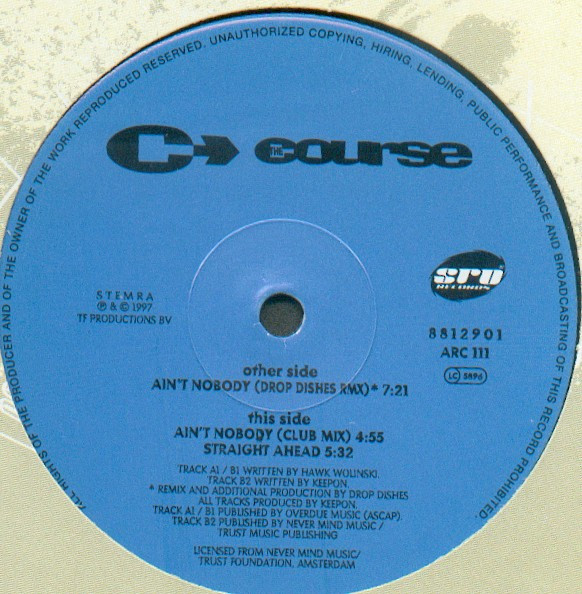 ALL RIGHTS OF THE PRODUCER AND OF THE OWNER OF THE WORK REPRODUCED RESERVED. UNAUTHORIZED COPYING, HIRING, LENDING, PUBLIC PERFORMANCE AND BROADCASTING OF THIS RECORD PROHIBITED.
C THE course
SRD
RECORDS
STEMRA
℗ & © 1997
TF PRODUCTIONS BV
8812901
ARC 111
LC 5896
other side
AIN'T NOBODY (DROP DISHES RMX)* 7:21
this side
AIN'T NOBODY (CLUB MIX) 4:55
STRAIGHT AHEAD 5:32
TRACK A1 / B1 WRITTEN BY HAWK WOLINSKI.
TRACK B2 WRITTEN BY KEEPON.
* REMIX AND ADDITIONAL PRODUCTION BY DROP DISHES
ALL TRACKS PRODUCED BY KEEPON.
TRACK A1 / B1 PUBLISHED BY OVERDUE MUSIC (ASCAP).
TRACK B2 PUBLISHED BY NEVER MIND MUSIC /
TRUST MUSIC PUBLISHING
LICENSED FROM NEVER MIND MUSIC/
TRUST FOUNDATION, AMSTERDAM